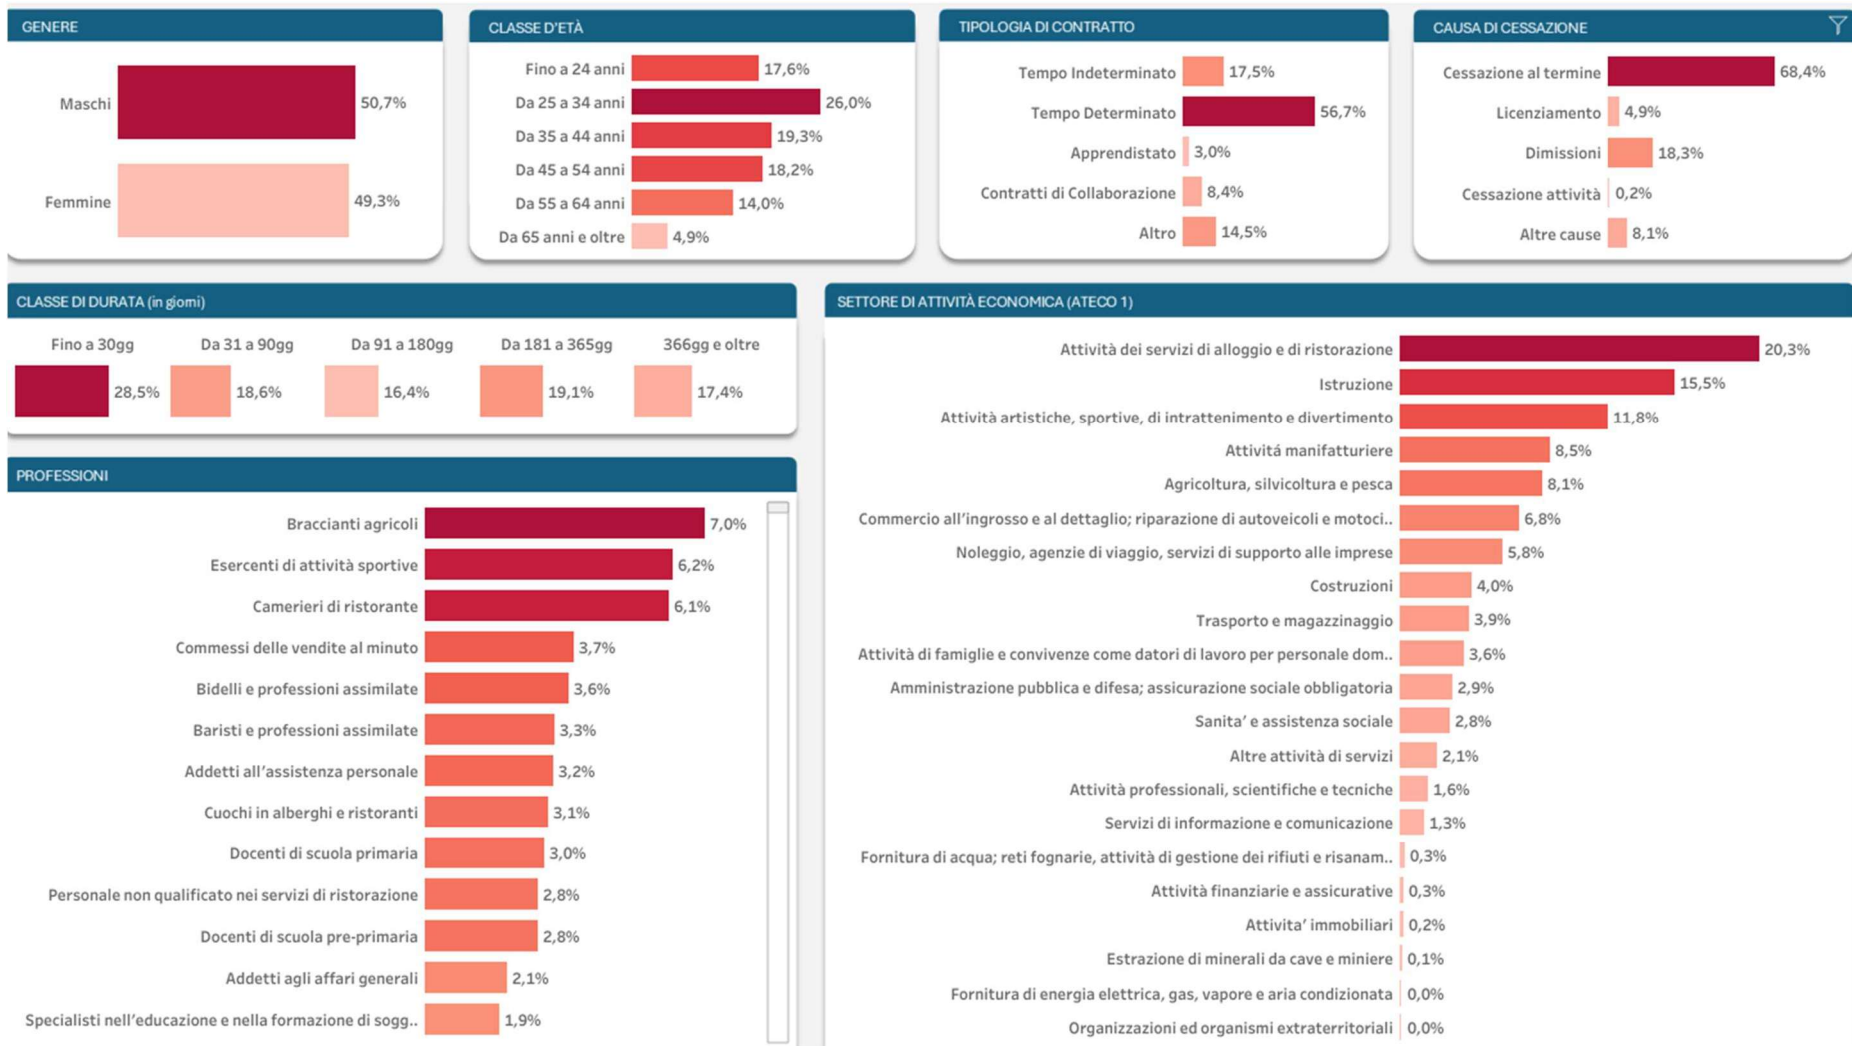 GENERE
Maschi 50,7%
Femmine 49,3%
CLASSE D'ETÀ
Fino a 24 anni 17,6%
Da 25 a 34 anni 26,0%
Da 35 a 44 anni 19,3%
Da 45 a 54 anni 18,2%
Da 55 a 64 anni 14,0%
Da 65 anni e oltre 4,9%
TIPOLOGIA DI CONTRATTO
Tempo Indeterminato 17,5%
Tempo Determinato 56,7%
Apprendistato 3,0%
Contratti di Collaborazione 8,4%
Altro 14,5%
CAUSA DI CESSAZIONE
Cessazione al termine 68,4%
Licenziamento 4,9%
Dimissioni 18,3%
Cessazione attività 0,2%
Altre cause 8,1%
CLASSE DI DURATA (in giorni)
Fino a 30gg Da 31 a 90gg Da 91 a 180gg Da 181 a 365gg 366gg e oltre
28,5% 18,6% 16,4% 19,1% 17,4%
PROFESSIONI
Braccianti agricoli 7,0%
Esercenti di attività sportive 6,2%
Camerieri di ristorante 6,1%
Commessi delle vendite al minuto 3,7%
Bidelli e professioni assimilate 3,6%
Baristi e professioni assimilate 3,3%
Addetti all'assistenza personale 3,2%
Cuochi in alberghi e ristoranti 3,1%
Docenti di scuola primaria 3,0%
Personale non qualificato nei servizi di ristorazione 2,8%
Docenti di scuola pre-primaria 2,8%
Addetti agli affari generali 2,1%
Specialisti nell'educazione e nella formazione di sogg.. 1,9%
SETTORE DI ATTIVITÀ ECONOMICA (ATECO 1)
Attività dei servizi di alloggio e di ristorazione 20,3%
Istruzione 15,5%
Attività artistiche, sportive, di intrattenimento e divertimento 11,8%
Attivitá manifatturiere 8,5%
Agricoltura, silvicoltura e pesca 8,1%
Commercio all'ingrosso e al dettaglio; riparazione di autoveicoli e motoci.. 6,8%
Noleggio, agenzie di viaggio, servizi di supporto alle imprese 5,8%
Costruzioni 4,0%
Trasporto e magazzinaggio 3,9%
Attività di famiglie e convivenze come datori di lavoro per personale dom.. 3,6%
Amministrazione pubblica e difesa; assicurazione sociale obbligatoria 2,9%
Sanita' e assistenza sociale 2,8%
Altre attività di servizi 2,1%
Attività professionali, scientifiche e tecniche 1,6%
Servizi di informazione e comunicazione 1,3%
Fornitura di acqua; reti fognarie, attività di gestione dei rifiuti e risanam.. 0,3%
Attività finanziarie e assicurative 0,3%
Attivita' immobiliari 0,2%
Estrazione di minerali da cave e miniere 0,1%
Fornitura di energia elettrica, gas, vapore e aria condizionata 0,0%
Organizzazioni ed organismi extraterritoriali 0,0%